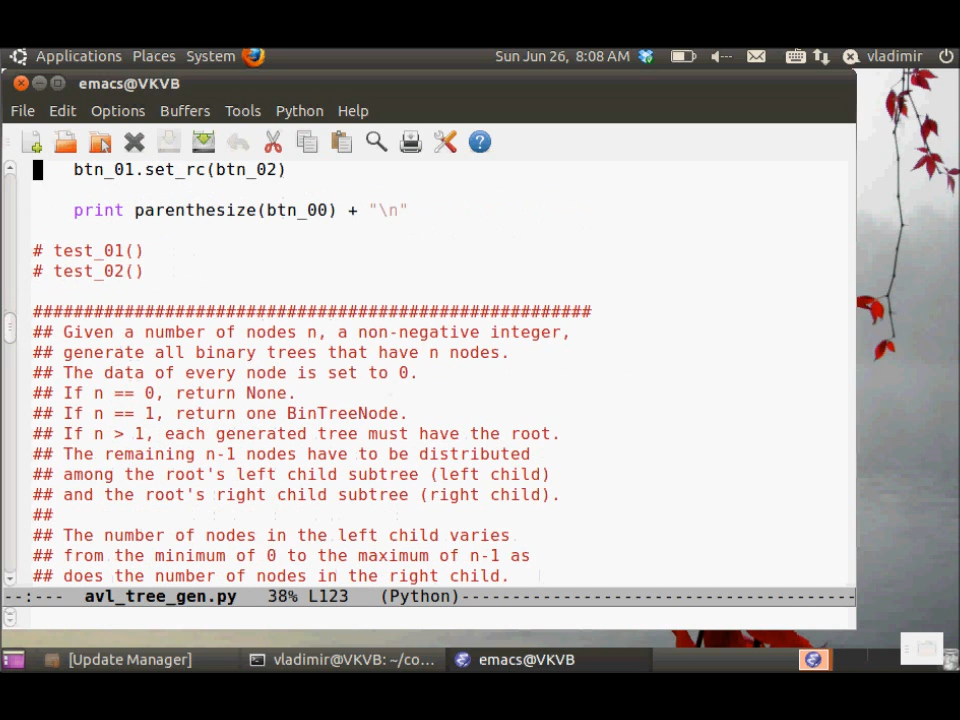 Applications Places System Sun Jun 26, 8:08 AM vladimir
emacs@VKVB
File Edit Options Buffers Tools Python Help
btn_01.set_rc(btn_02)
print parenthesize(btn_00) + "\n"
# test_01()
# test_02()
#######################################################
## Given a number of nodes n, a non-negative integer,
## generate all binary trees that have n nodes.
## The data of every node is set to 0.
## If n == 0, return None.
## If n == 1, return one BinTreeNode.
## If n > 1, each generated tree must have the root.
## The remaining n-1 nodes have to be distributed
## among the root's left child subtree (left child)
## and the root's right child subtree (right child).
##
## The number of nodes in the left child varies
## from the minimum of 0 to the maximum of n-1 as
## does the number of nodes in the right child.
--:--- avl_tree_gen.py 38% L123 (Python)---------------------------------------
[Update Manager] vladimir@VKVB: ~/co... emacs@VKVB